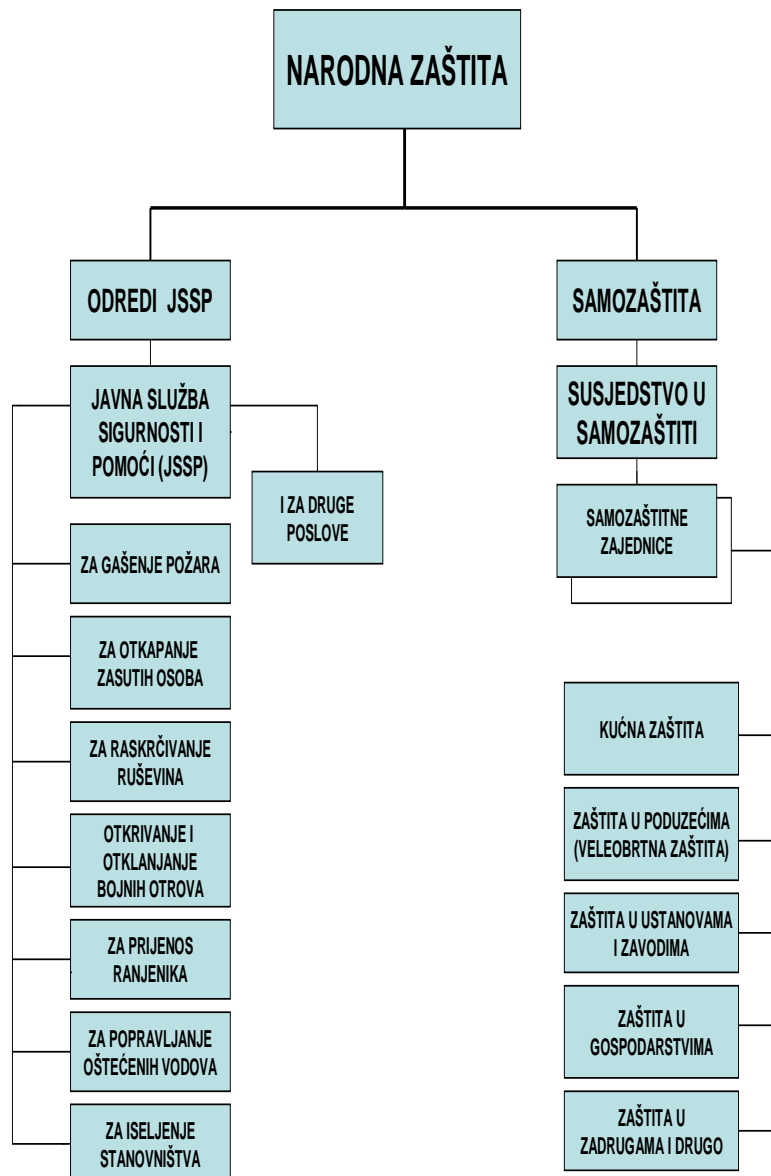 NARODNA ZAŠTITA
ODREDI JSSP
JAVNA SLUŽBA
SIGURNOSTI I
POMOĆI (JSSP)
I ZA DRUGE
POSLOVE
ZA GAŠENJE POŽARA
ZA OTKAPANJE
ZASUTIH OSOBA
ZA RASKRČIVANJE
RUŠEVINA
OTKRIVANJE I
OTKLANJANJE
BOJNIH OTROVA
ZA PRIJENOS
RANJENIKA
ZA POPRAVLJANJE
OŠTEĆENIH VODOVA
ZA ISELJENJE
STANOVNIŠTVA
SAMOZAŠTITA
SUSJEDSTVO U
SAMOZAŠTITI
SAMOZAŠTITNE
ZAJEDNICE
KUĆNA ZAŠTITA
ZAŠTITA U PODUZEĆIMA
(VELEOBRTNA ZAŠTITA)
ZAŠTITA U USTANOVAMA
I ZAVODIMA
ZAŠTITA U
GOSPODARSTVIMA
ZAŠTITA U
ZADRUGAMA I DRUGO